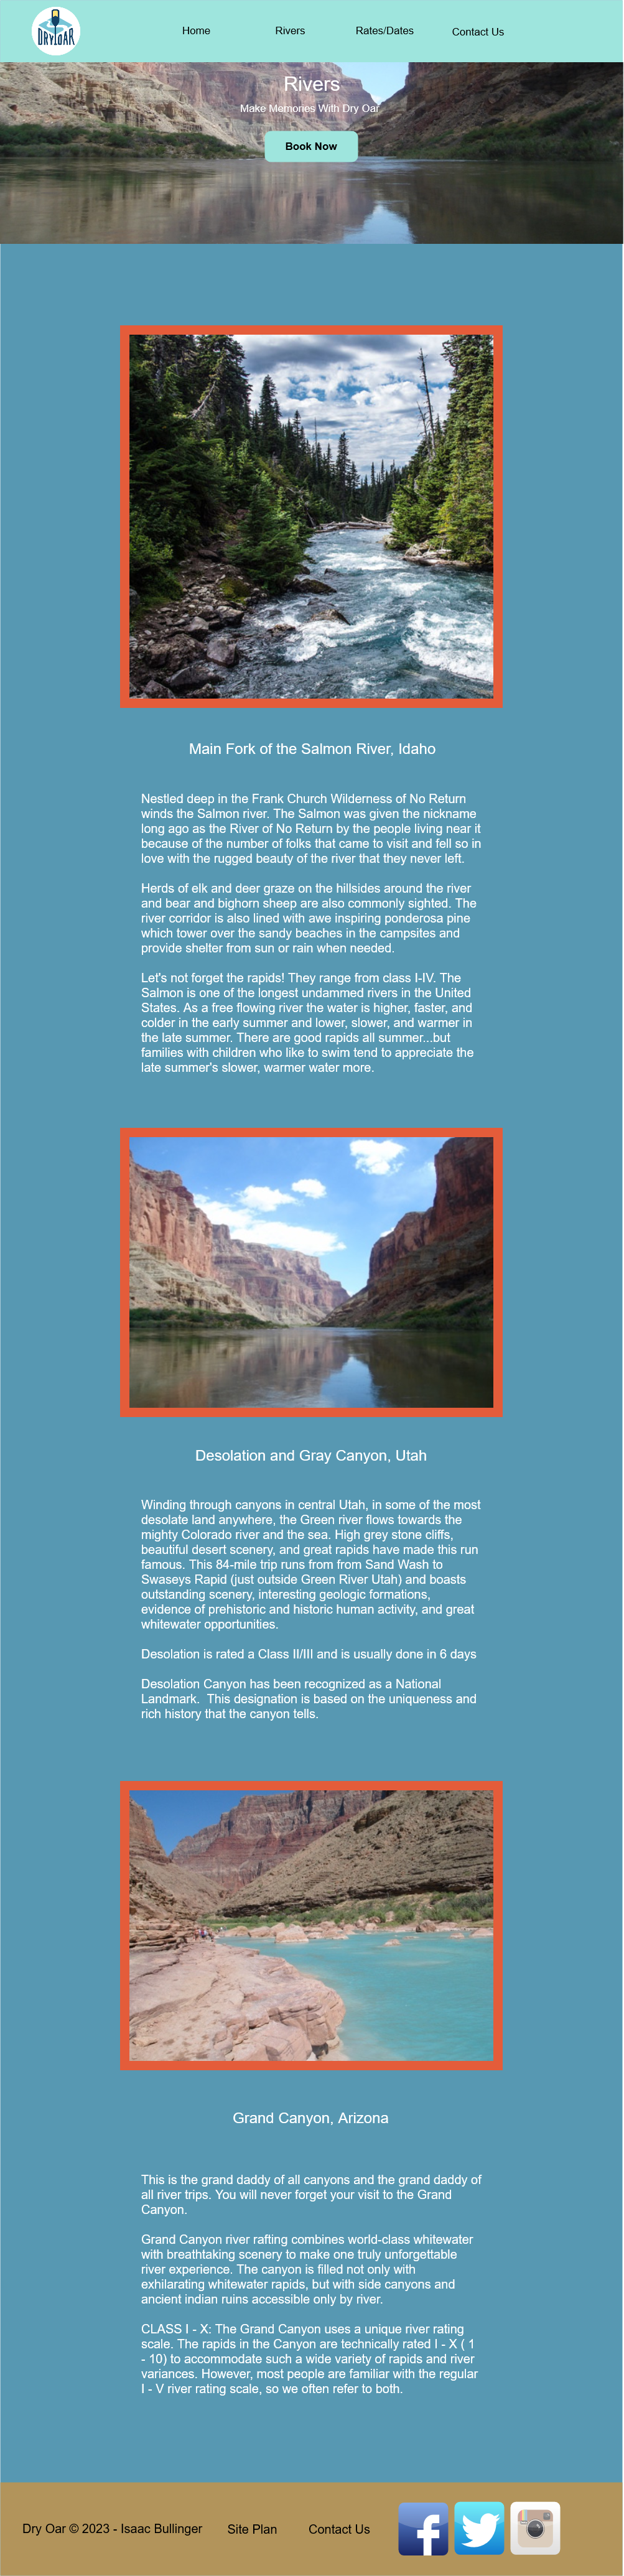 DRYOAR
Home
Rivers
Rates/Dates
Contact Us
Rivers
Make Memories With Dry Oar
Book Now
Main Fork of the Salmon River, Idaho
Nestled deep in the Frank Church Wilderness of No Return
winds the Salmon river. The Salmon was given the nickname
long ago as the River of No Return by the people living near it
because of the number of folks that came to visit and fell so in
love with the rugged beauty of the river that they never left.
Herds of elk and deer graze on the hillsides around the river
and bear and bighorn sheep are also commonly sighted. The
river corridor is also lined with awe inspiring ponderosa pine
which tower over the sandy beaches in the campsites and
provide shelter from sun or rain when needed.
Let's not forget the rapids! They range from class I-IV. The
Salmon is one of the longest undammed rivers in the United
States. As a free flowing river the water is higher, faster, and
colder in the early summer and lower, slower, and warmer in
the late summer. There are good rapids all summer...but
families with children who like to swim tend to appreciate the
late summer's slower, warmer water more.
Desolation and Gray Canyon, Utah
Winding through canyons in central Utah, in some of the most
desolate land anywhere, the Green river flows towards the
mighty Colorado river and the sea. High grey stone cliffs,
beautiful desert scenery, and great rapids have made this run
famous. This 84-mile trip runs from from Sand Wash to
Swaseys Rapid (just outside Green River Utah) and boasts
outstanding scenery, interesting geologic formations,
evidence of prehistoric and historic human activity, and great
whitewater opportunities.
Desolation is rated a Class II/III and is usually done in 6 days
Desolation Canyon has been recognized as a National
Landmark.  This designation is based on the uniqueness and
rich history that the canyon tells.
Grand Canyon, Arizona
This is the grand daddy of all canyons and the grand daddy of
all river trips. You will never forget your visit to the Grand
Canyon.
Grand Canyon river rafting combines world-class whitewater
with breathtaking scenery to make one truly unforgettable
river experience. The canyon is filled not only with
exhilarating whitewater rapids, but with side canyons and
ancient indian ruins accessible only by river.
CLASS I - X: The Grand Canyon uses a unique river rating
scale. The rapids in the Canyon are technically rated I - X ( 1
- 10) to accommodate such a wide variety of rapids and river
variances. However, most people are familiar with the regular
I - V river rating scale, so we often refer to both.
Dry Oar © 2023 - Isaac Bullinger
Site Plan
Contact Us